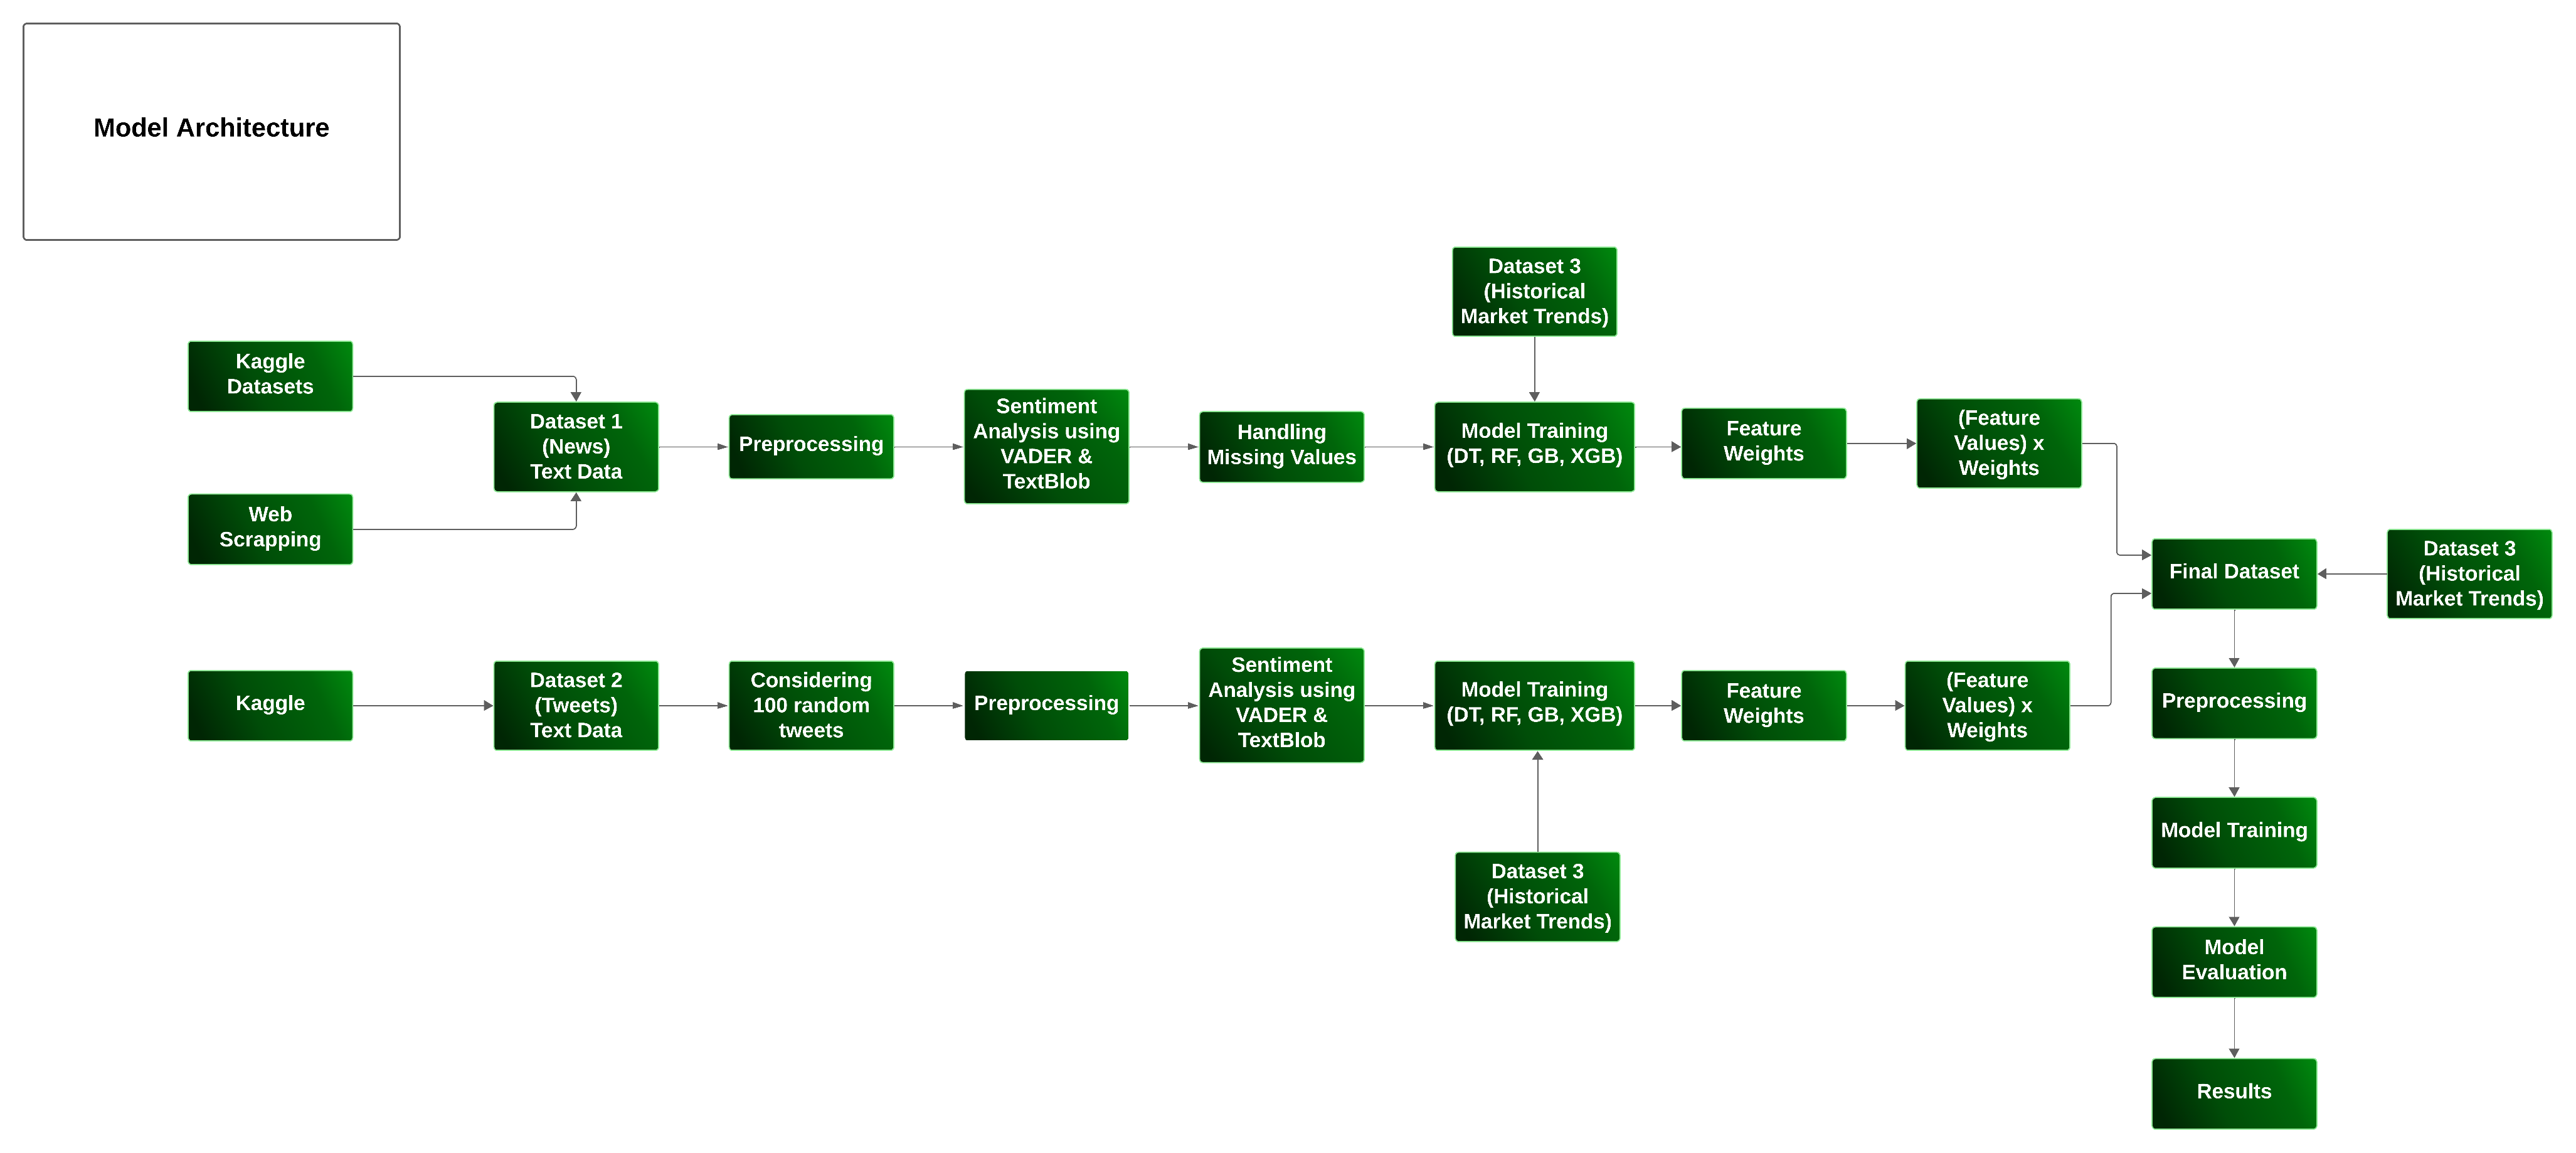 Model Architecture
Dataset 3
(Historical
Market Trends)
Kaggle
Datasets
Web
Scrapping
Dataset 1
(News)
Text Data
Preprocessing
Sentiment
Analysis using
VADER &
TextBlob
Handling
Missing Values
Model Training
(DT, RF, GB, XGB)
Feature
Weights
(Feature
Values) x
Weights
Final Dataset
Dataset 3
(Historical
Market Trends)
Kaggle
Dataset 2
(Tweets)
Text Data
Considering
100 random
tweets
Preprocessing
Sentiment
Analysis using
VADER &
TextBlob
Model Training
(DT, RF, GB, XGB)
Feature
Weights
(Feature
Values) x
Weights
Preprocessing
Model Training
Dataset 3
(Historical
Market Trends)
Model
Evaluation
Results